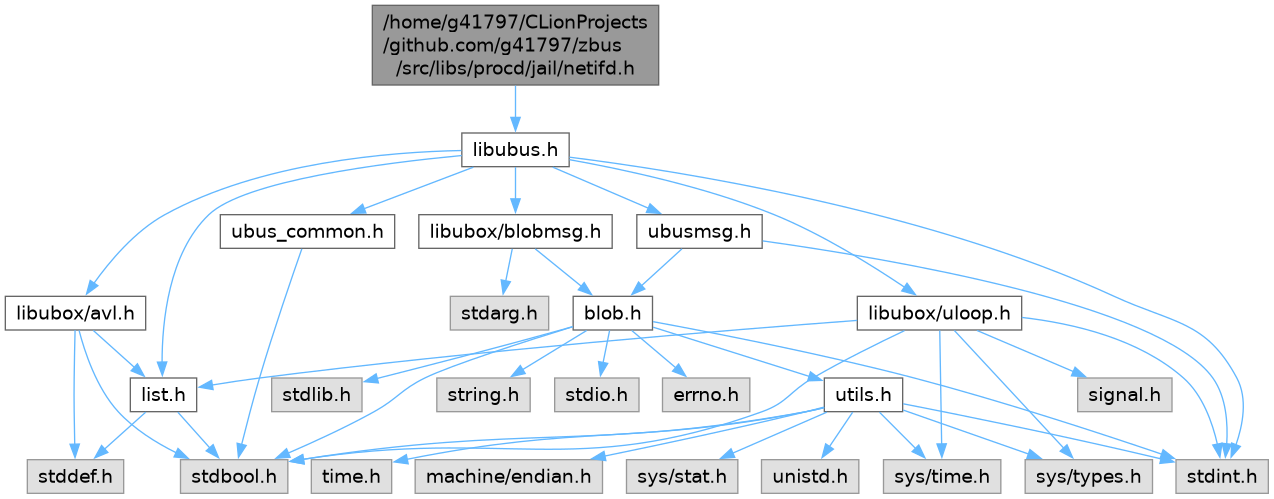 /home/g41797/CLionProjects
/github.com/g41797/zbus
/src/libs/procd/jail/netifd.h
libubus.h
ubus_common.h
libubox/blobmsg.h
ubusmsg.h
libubox/avl.h
stdarg.h
blob.h
libubox/uloop.h
list.h
stdlib.h
string.h
stdio.h
errno.h
utils.h
signal.h
stddef.h
stdbool.h
time.h
machine/endian.h
sys/stat.h
unistd.h
sys/time.h
sys/types.h
stdint.h